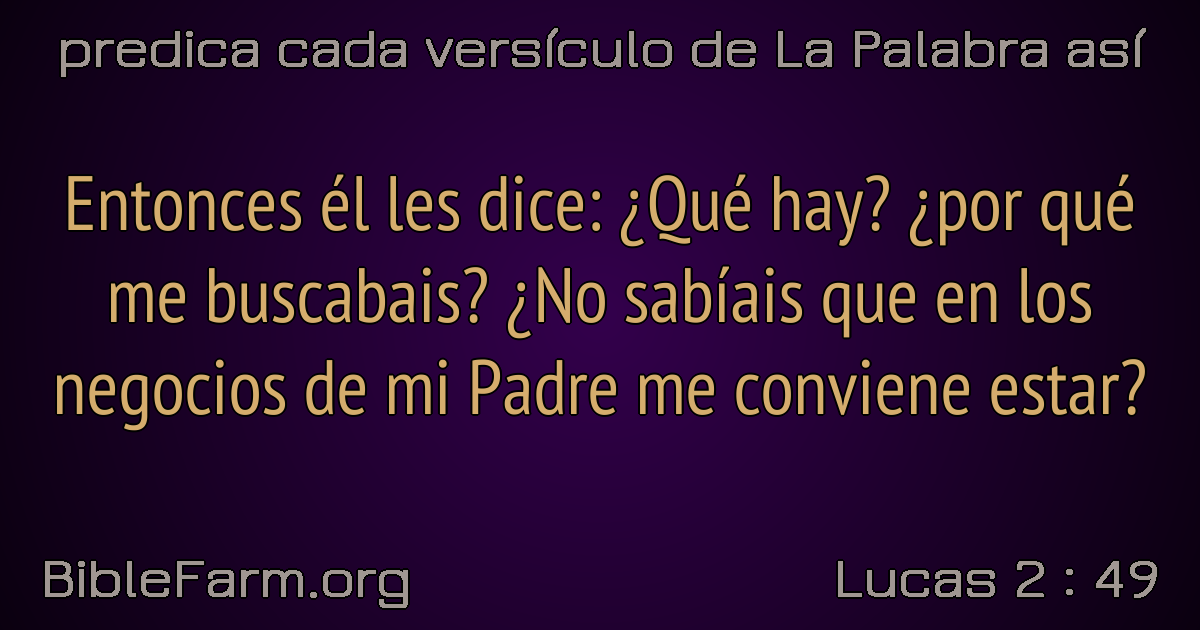 predica cada versículo de La Palabra así
Entonces él les dice: ¿Qué hay? ¿por qué
me buscabais? ¿No sabíais que en los
negocios de mi Padre me conviene estar?
BibleFarm.org
Lucas 2 : 49